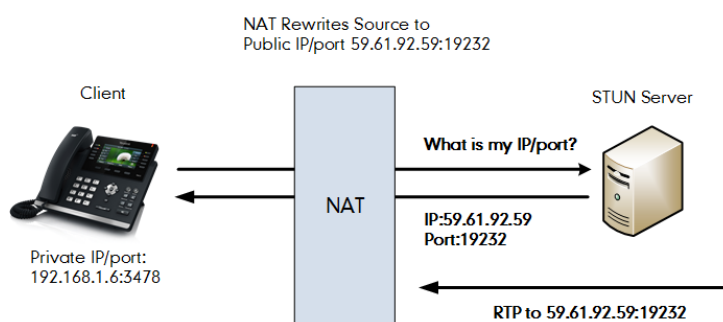 NAT Rewrites Source to
Public IP/port 59.61.92.59:19232
Client
STUN Server
What is my IP/port?
NAT
IP:59.61.92.59
Port:19232
Private IP/port:
192.168.1.6:3478
RTP to 59.61.92.59:19232